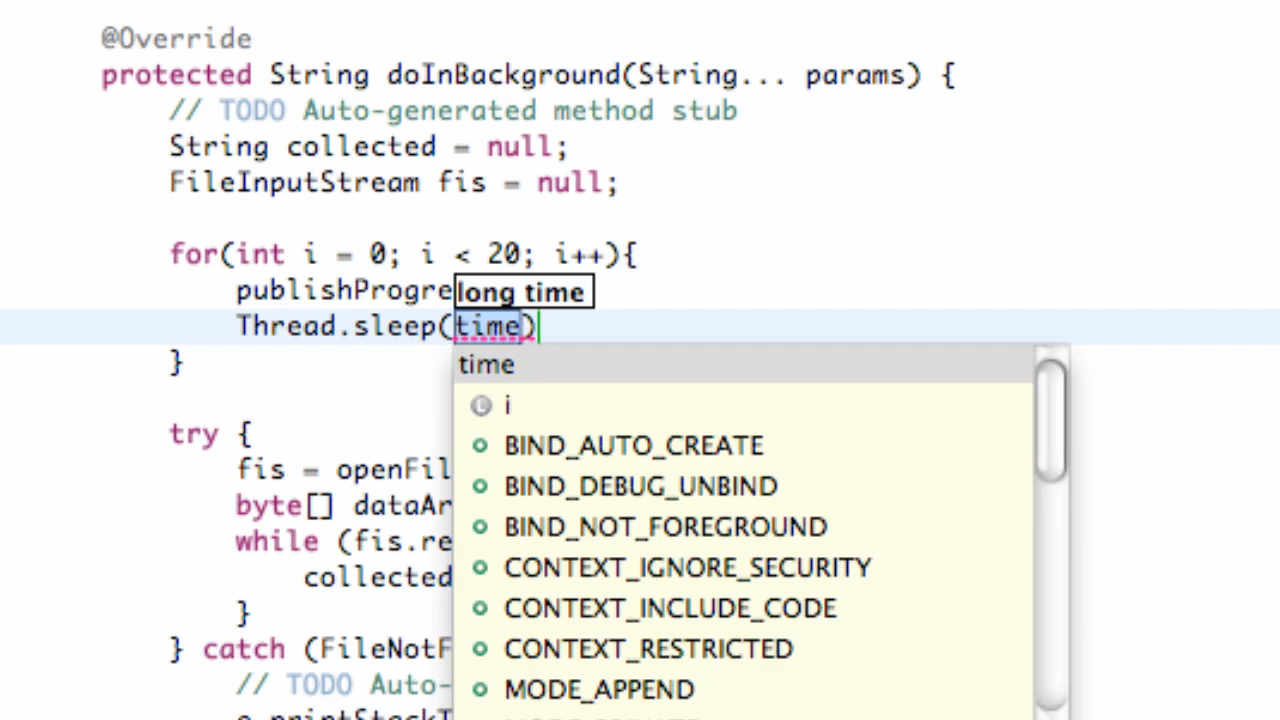 @Override
protected String doInBackground(String... params) {
// TODO Auto-generated method stub
String collected = null;
FileInputStream fis = null;
for(int i = 0; i < 20; i++){
publishProgre
long time
Thread.sleep(time)
}
time
i
BIND_AUTO_CREATE
BIND_DEBUG_UNBIND
BIND_NOT_FOREGROUND
CONTEXT_IGNORE_SECURITY
CONTEXT_INCLUDE_CODE
CONTEXT_RESTRICTED
MODE_APPEND
try {
fis = openFil
byte[] dataAr
while (fis.re
collected
}
} catch (FileNotF
// TODO Auto-